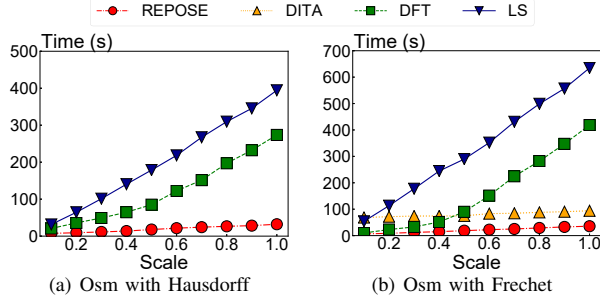 REPOSE DITA DFT LS
Time (s)
500
400
300
200
100
0
0.2 0.4 0.6 0.8 1.0
Scale
(a) Osm with Hausdorff
Time (s)
700
600
500
400
300
200
100
0
0.2 0.4 0.6 0.8 1.0
Scale
(b) Osm with Frechet